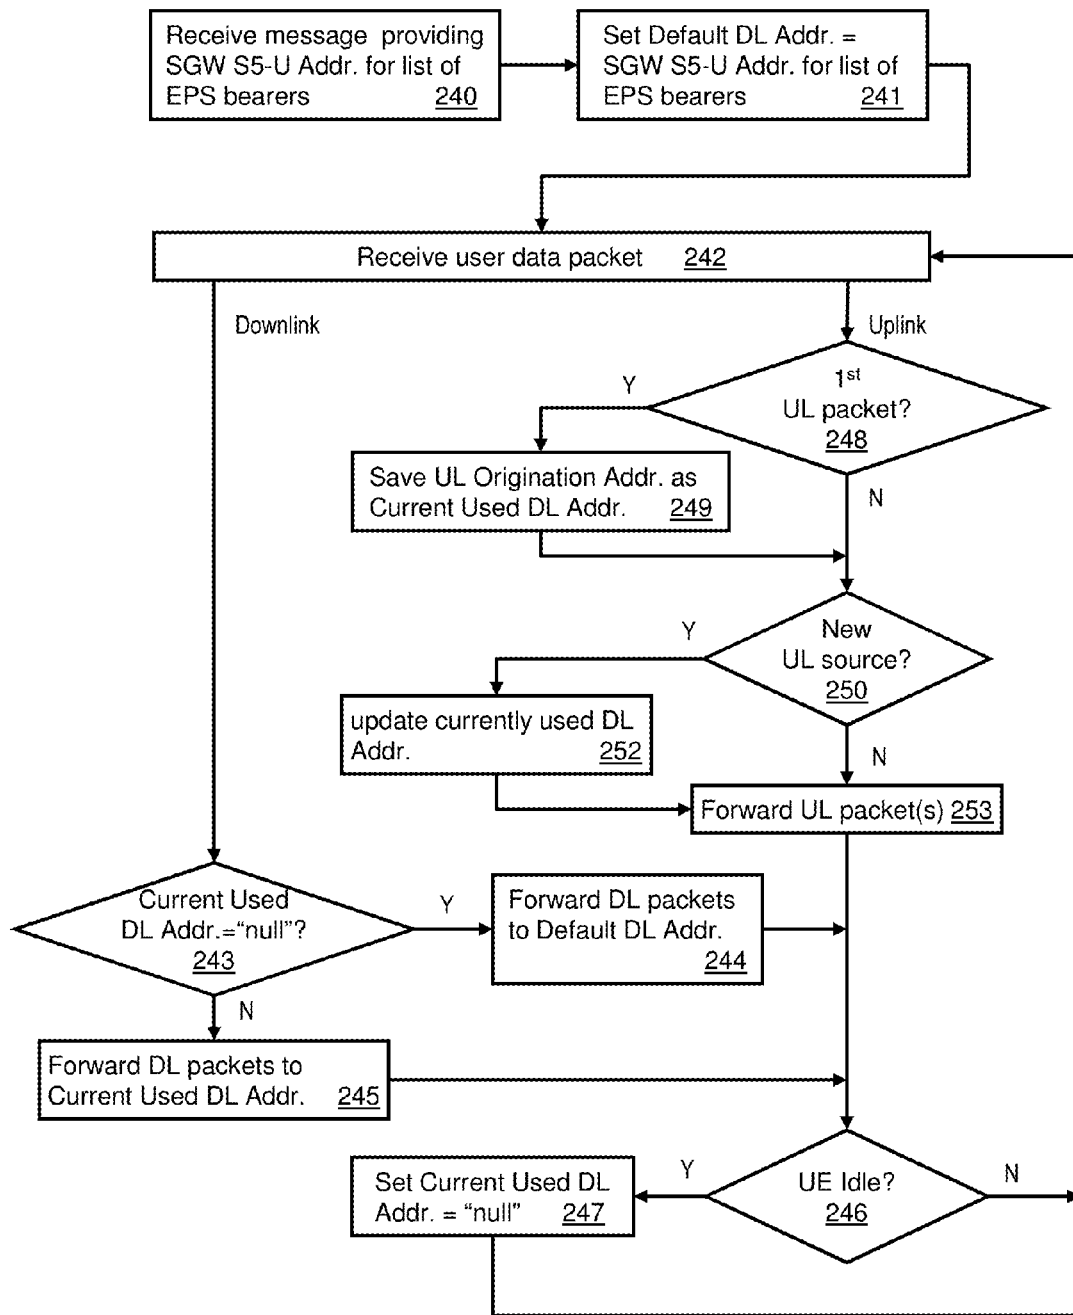 Receive message providing
SGW S5-U Addr. for list of
EPS bearers 240
Set Default DL Addr. =
SGW S5-U Addr. for list of
EPS bearers 241
Receive user data packet 242
Downlink
Uplink
1st
UL packet?
248
Y
N
Save UL Origination Addr. as
Current Used DL Addr. 249
New
UL source?
250
Y
N
update currently used DL
Addr. 252
Forward UL packet(s) 253
Current Used
DL Addr.="null"?
243
Y
N
Forward DL packets
to Default DL Addr.
244
Forward DL packets to
Current Used DL Addr. 245
UE Idle?
246
Y
N
Set Current Used DL
Addr. = "null" 247